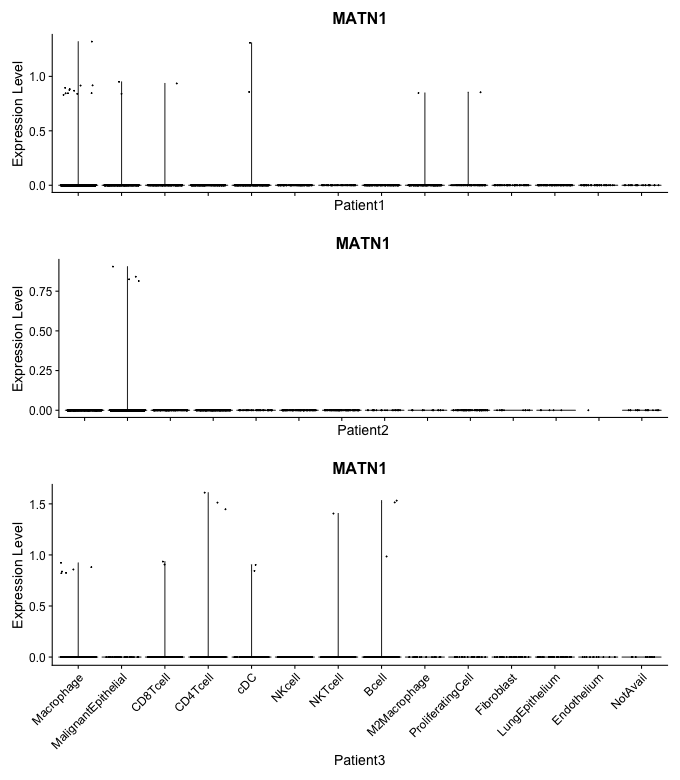 MATN1
Expression Level
1.0
0.5
0.0
Patient1
MATN1
Expression Level
0.75
0.50
0.25
0.00
Patient2
MATN1
Expression Level
1.5
1.0
0.5
0.0
Macrophage
MalignantEpithelial
CD8Tcell
CD4Tcell
cDC
NKcell
NKTcell
Bcell
M2Macrophage
ProliferatingCell
Fibroblast
LungEpithelium
Endothelium
NotAvail
Patient3